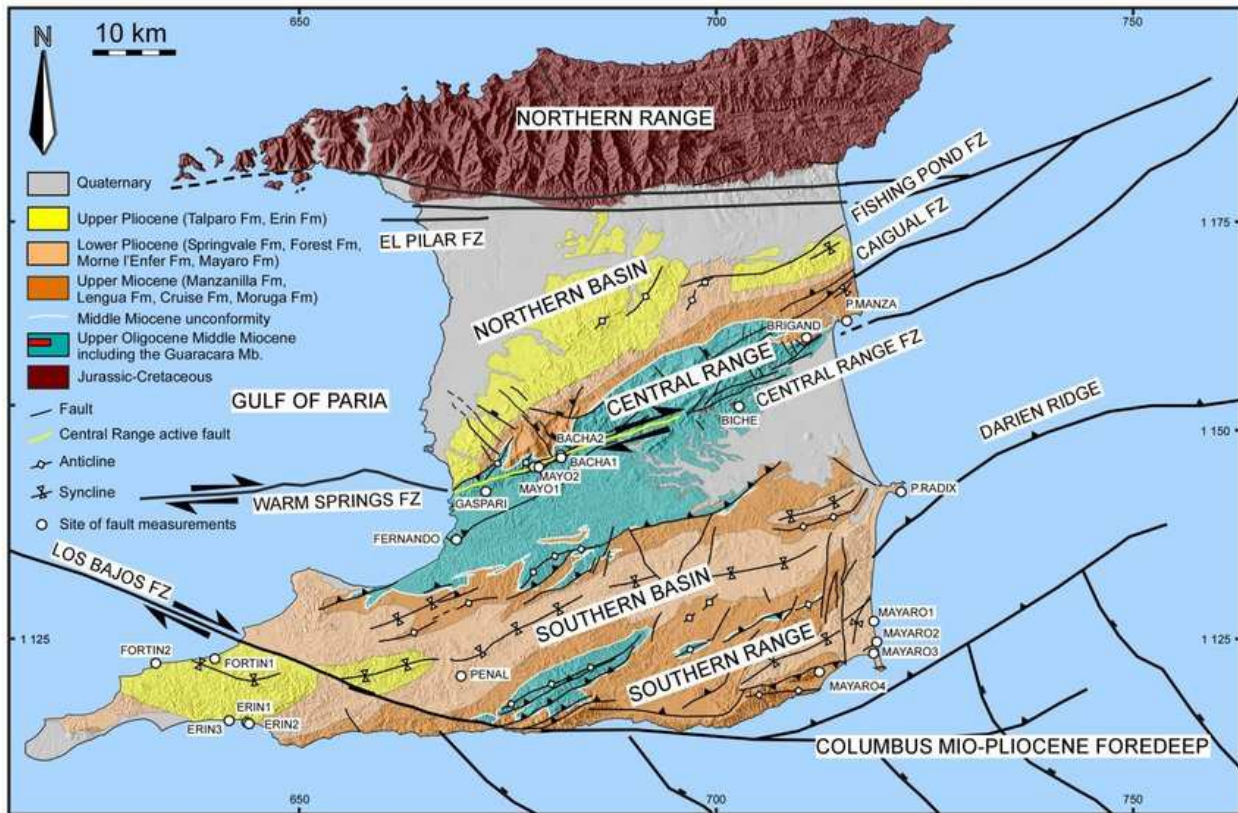 650
700
750
N
10 km
NORTHERN RANGE
Quaternary
Upper Pliocene (Talparo Fm, Erin Fm)
Lower Pliocene (Springvale Fm, Forest Fm,
Morne l'Enfer Fm, Mayaro Fm)
Upper Miocene (Manzanilla Fm,
Lengua Fm, Cruise Fm, Moruga Fm)
Middle Miocene unconformity
Upper Oligocene Middle Miocene
including the Guaracara Mb.
Jurassic-Cretaceous
Fault
Central Range active fault
Anticline
Syncline
Site of fault measurements
1 175
1 175
FISHING POND FZ
CAIGUAL FZ
EL PILAR FZ
NORTHERN BASIN
P.MANZA
BRIGAND
CENTRAL RANGE
CENTRAL RANGE FZ
GULF OF PARIA
BICHE
DARIEN RIDGE
1 150
BACHA2
BACHA1
MAYO2
MAYO1
GASPARI
WARM SPRINGS FZ
P.RADIX
FERNANDO
LOS BAJOS FZ
SOUTHERN BASIN
SOUTHERN RANGE
MAYARO1
MAYARO2
MAYARO3
MAYARO4
1 125
1 125
FORTIN2
FORTIN1
PENAL
ERIN1
ERIN3
ERIN2
COLUMBUS MIO-PLIOCENE FOREDEEP
650
700
750